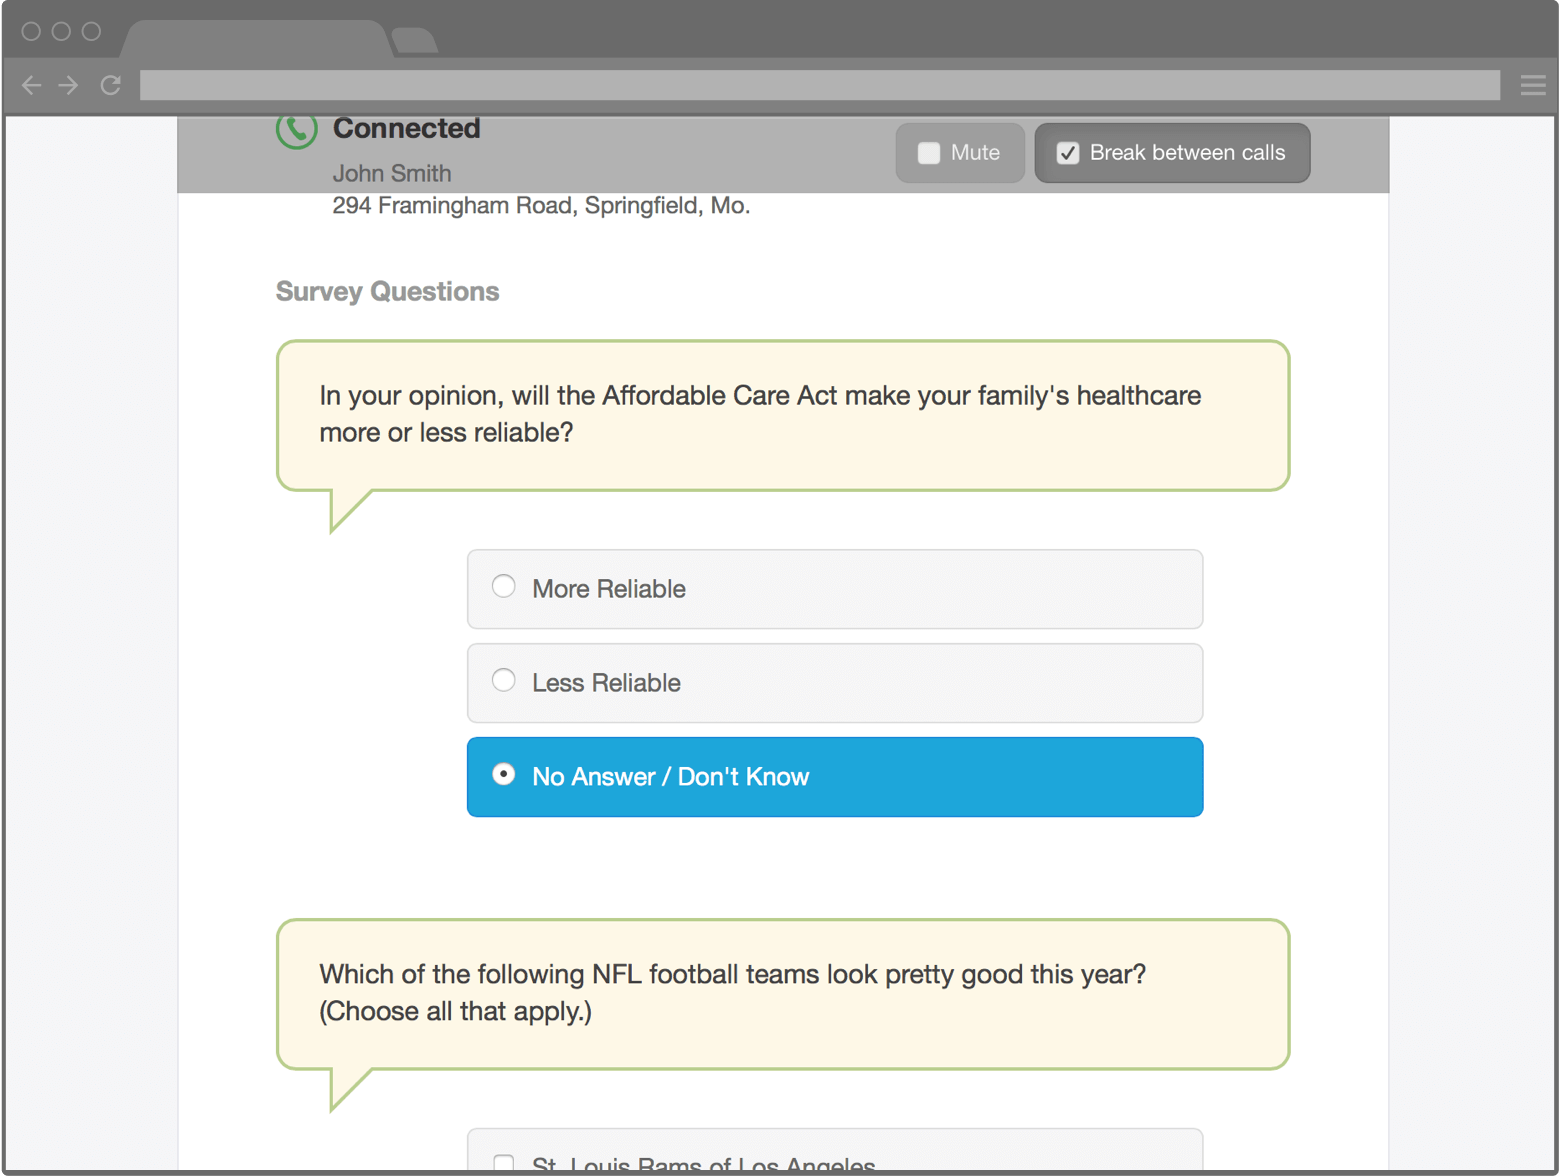 Connected
Mute
Break between calls
John Smith
294 Framingham Road, Springfield, Mo.
Survey Questions
In your opinion, will the Affordable Care Act make your family's healthcare
more or less reliable?
More Reliable
Less Reliable
No Answer / Don't Know
Which of the following NFL football teams look pretty good this year?
(Choose all that apply.)
St. Louis Rams of Los Angeles